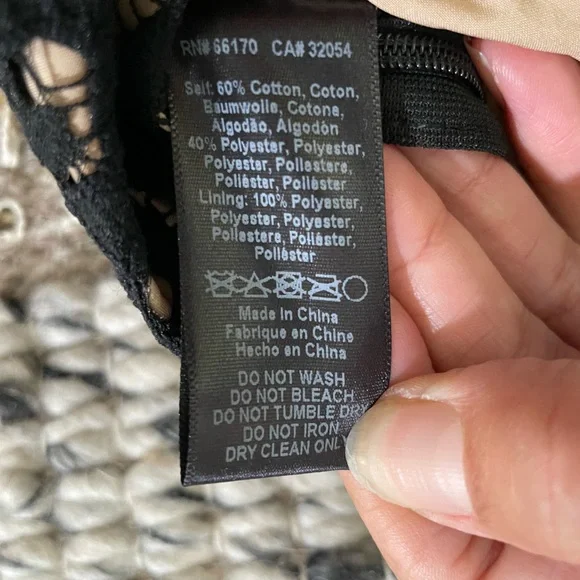 RN# 66170 CA# 32054
Self: 60% Cotton, Coton,
Baumwolle, Cotone,
Algodão, Algodón
40% Polyester, Polyester,
Polyester, Poliestere,
Poliéster, Poliéster
Lining: 100% Polyester,
Polyester, Polyester,
Poliestere, Poliéster,
Poliéster
Made in China
Fabrique en Chine
Hecho en China
DO NOT WASH
DO NOT BLEACH
DO NOT TUMBLE DRY
DO NOT IRON
DRY CLEAN ONLY